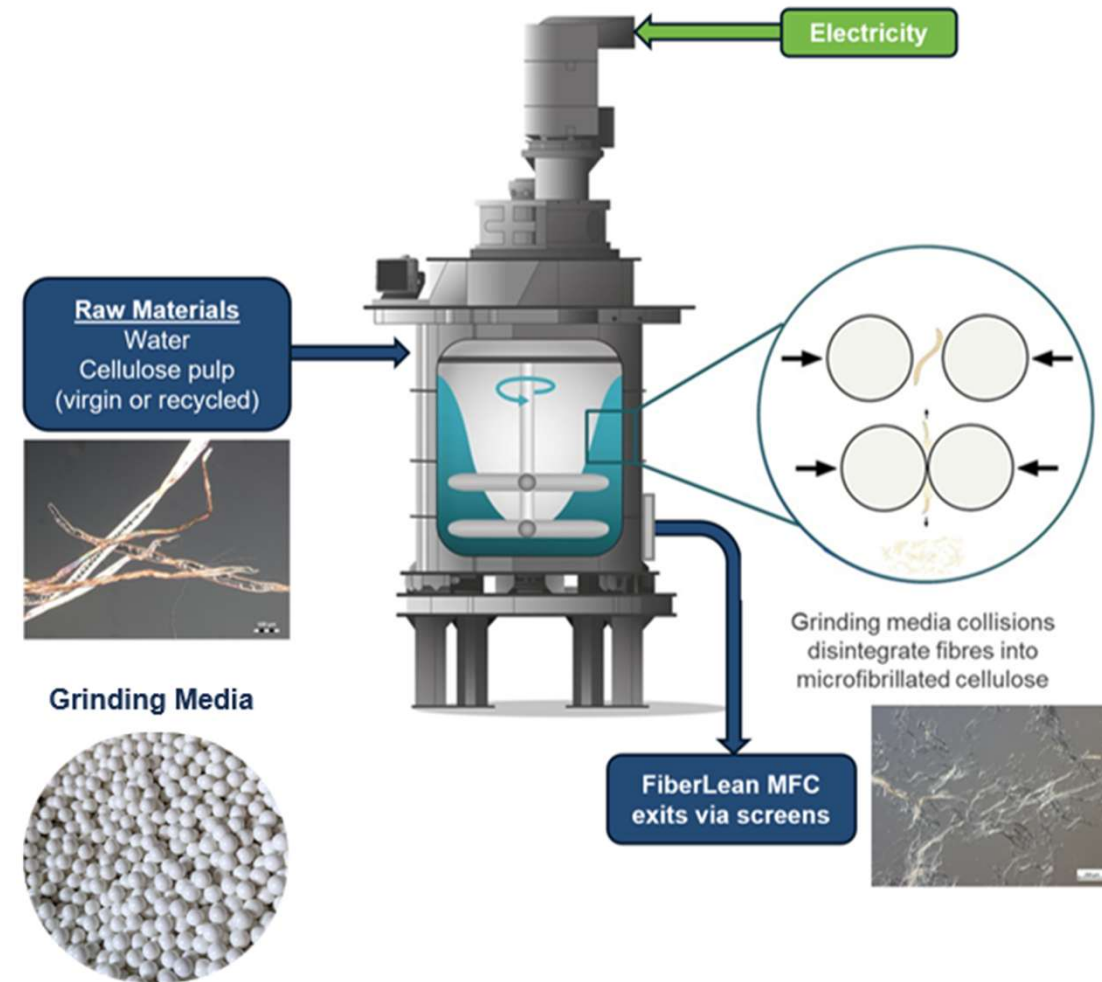 Electricity
Raw Materials
Water
Cellulose pulp
(virgin or recycled)
Grinding media collisions
disintegrate fibres into
microfibrillated cellulose
Grinding Media
FiberLean MFC
exits via screens